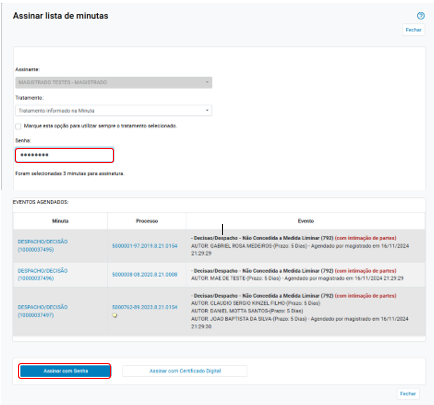 Assinar lista de minutas
Fechar
Assinante:
MAGISTRADO TESTES - MAGISTRADO
Tratamento:
Tratamento informado na Minuta
Marque esta opção para utilizar sempre o tratamento selecionado.
Senha:
••••••••
Foram selecionadas 3 minutas para assinatura.
EVENTOS AGENDADOS:
Minuta Processo Evento
- Decisao/Despacho - Não Concedida a Medida Liminar (792) (com intimação de partes)
DESPACHO/DECISÃO
(10000037495)
5000001-97.2019.8.21.0154
AUTOR: GABRIEL ROSA MEDEIROS (Prazo: 5 Dias) - Agendado por magistrado em 16/11/2024
21:29:29
DESPACHO/DECISÃO
(10000037496)
- Decisao/Despacho - Não Concedida a Medida Liminar (792) (com intimação de partes)
AUTOR: MAE DE TESTE (Prazo: 5 Dias) - Agendado por magistrado em 16/11/2024 21:29:29
DESPACHO/DECISÃO
(10000037497)
5000762-89.2023.8.21.0154
- Decisao/Despacho - Não Concedida a Medida Liminar (792) (com intimação de partes)
AUTOR: CLAUDIO SERGIO KINZEL FILHO (Prazo: 5 Dias)
AUTOR: DANIEL MOTTA SANTOS (Prazo: 5 Dias)
AUTOR: JOAO BAPTISTA DA SILVA (Prazo: 5 Dias) - Agendado por magistrado em 16/11/2024
21:29:30
Assinar com Senha
Assinar com Certificado Digital
Fechar